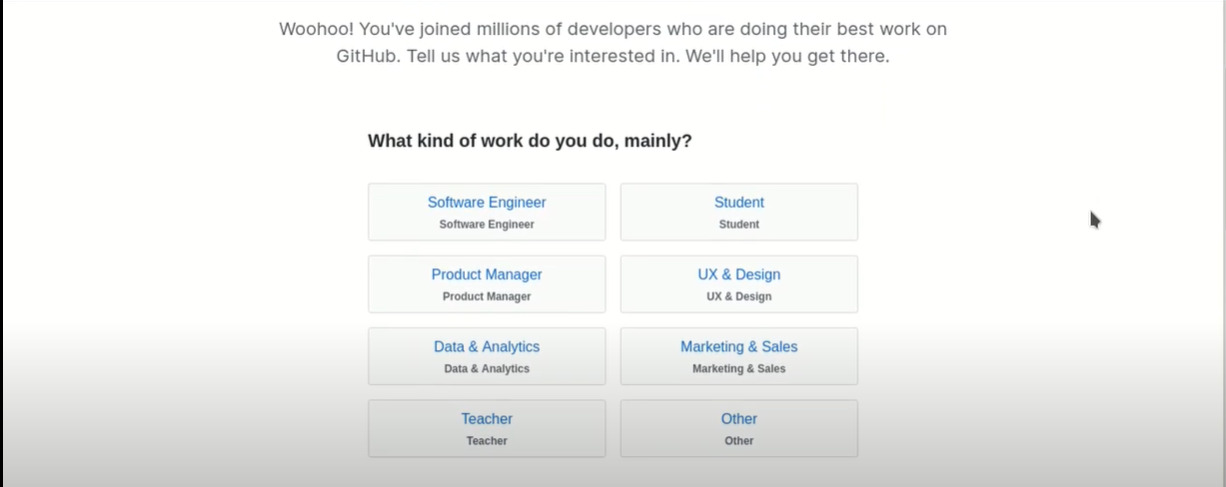 Woohoo! You've joined millions of developers who are doing their best work on
GitHub. Tell us what you're interested in. We'll help you get there.
What kind of work do you do, mainly?
Software Engineer
Software Engineer
Student
Student
Product Manager
Product Manager
UX & Design
UX & Design
Data & Analytics
Data & Analytics
Marketing & Sales
Marketing & Sales
Teacher
Teacher
Other
Other